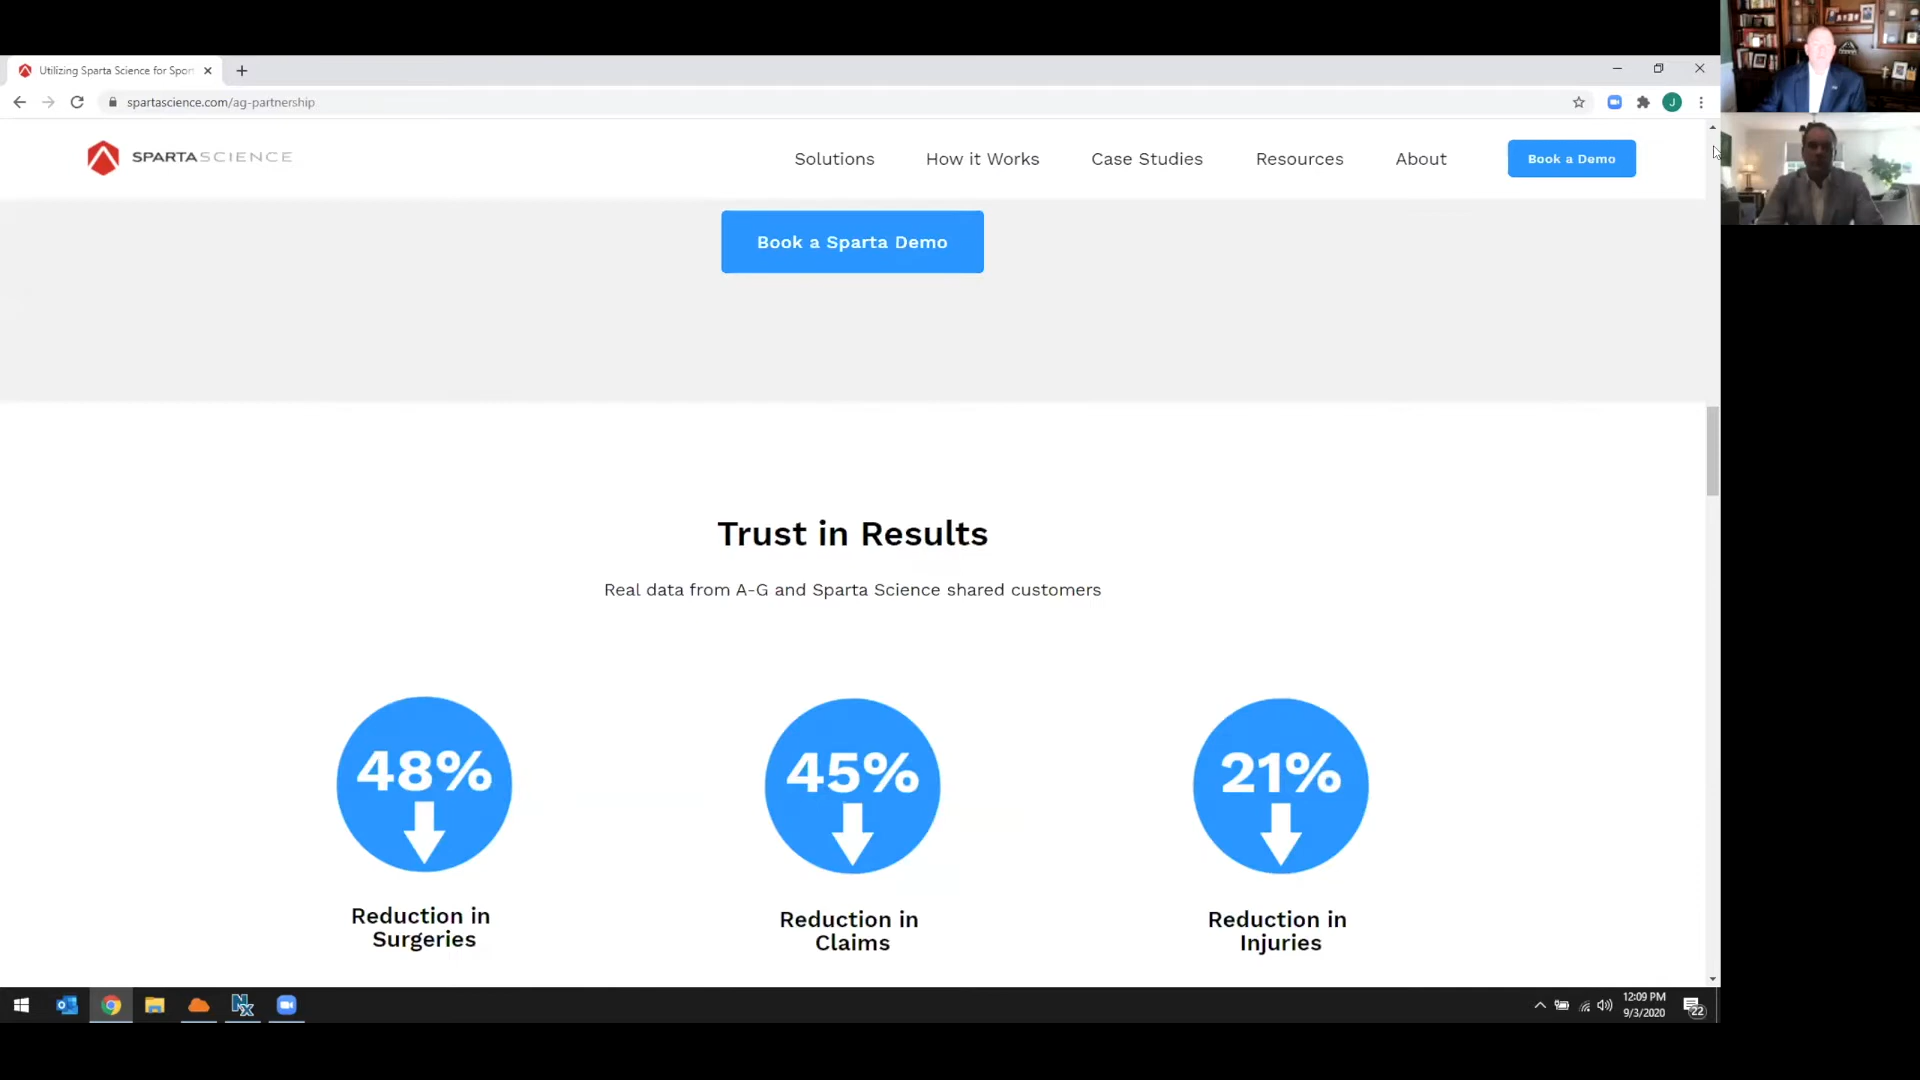 Utilizing Sparta Science for Spor
spartascience.com/ag-partnership
J
SPARTASCIENCE
Solutions
How it Works
Case Studies
Resources
About
Book a Demo
Book a Sparta Demo
Trust in Results
Real data from A-G and Sparta Science shared customers
48%
45%
21%
Reduction in
Surgeries
Reduction in
Claims
Reduction in
Injuries
12:09 PM
9/3/2020
22